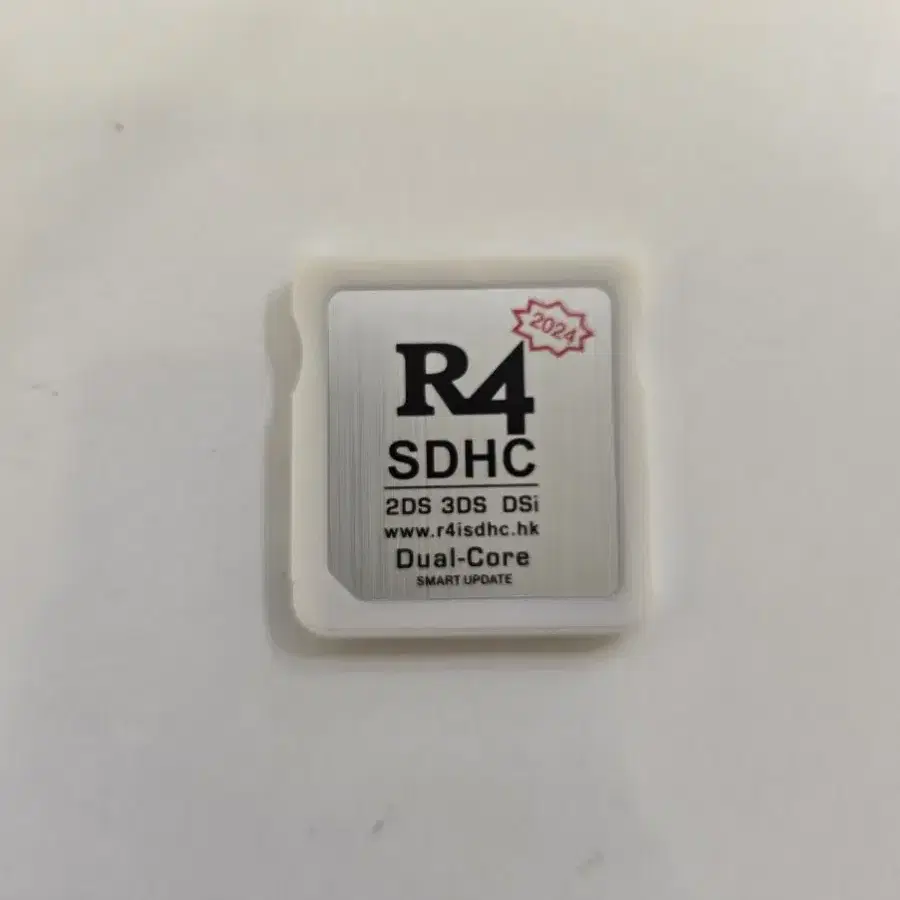 2024
R4
SDHC
2DS 3DS DSi
www.r4isdhc.hk
Dual-Core
SMART UPDATE